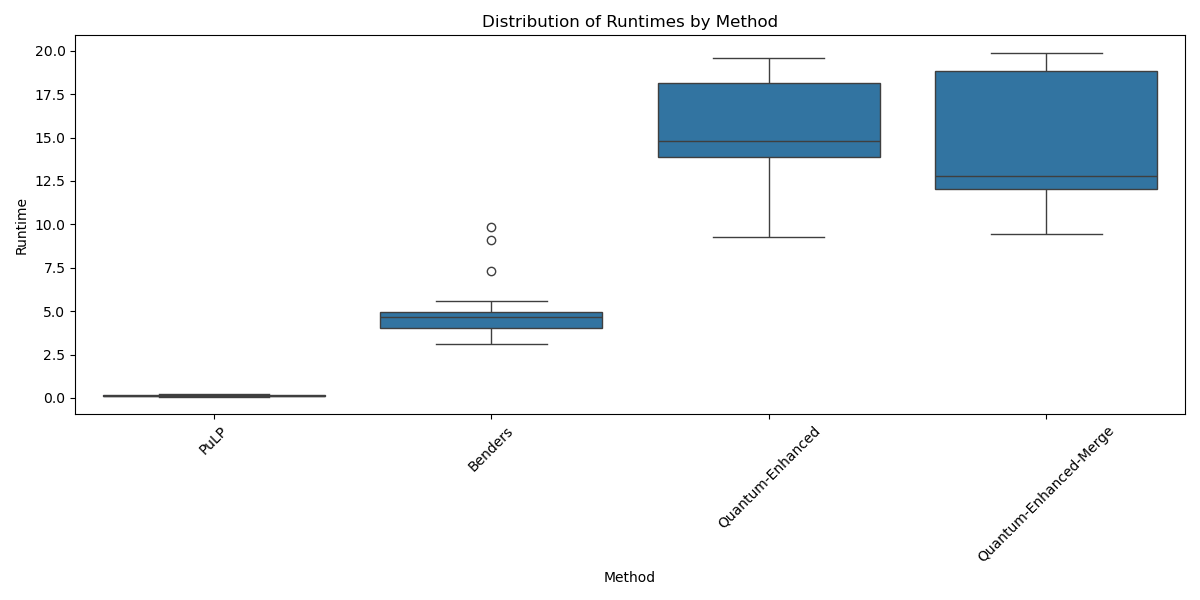 Distribution of Runtimes by Method
Runtime
20.0
17.5
15.0
12.5
10.0
7.5
5.0
2.5
0.0
PuLP
Benders
Quantum-Enhanced
Quantum-Enhanced-Merge
Method